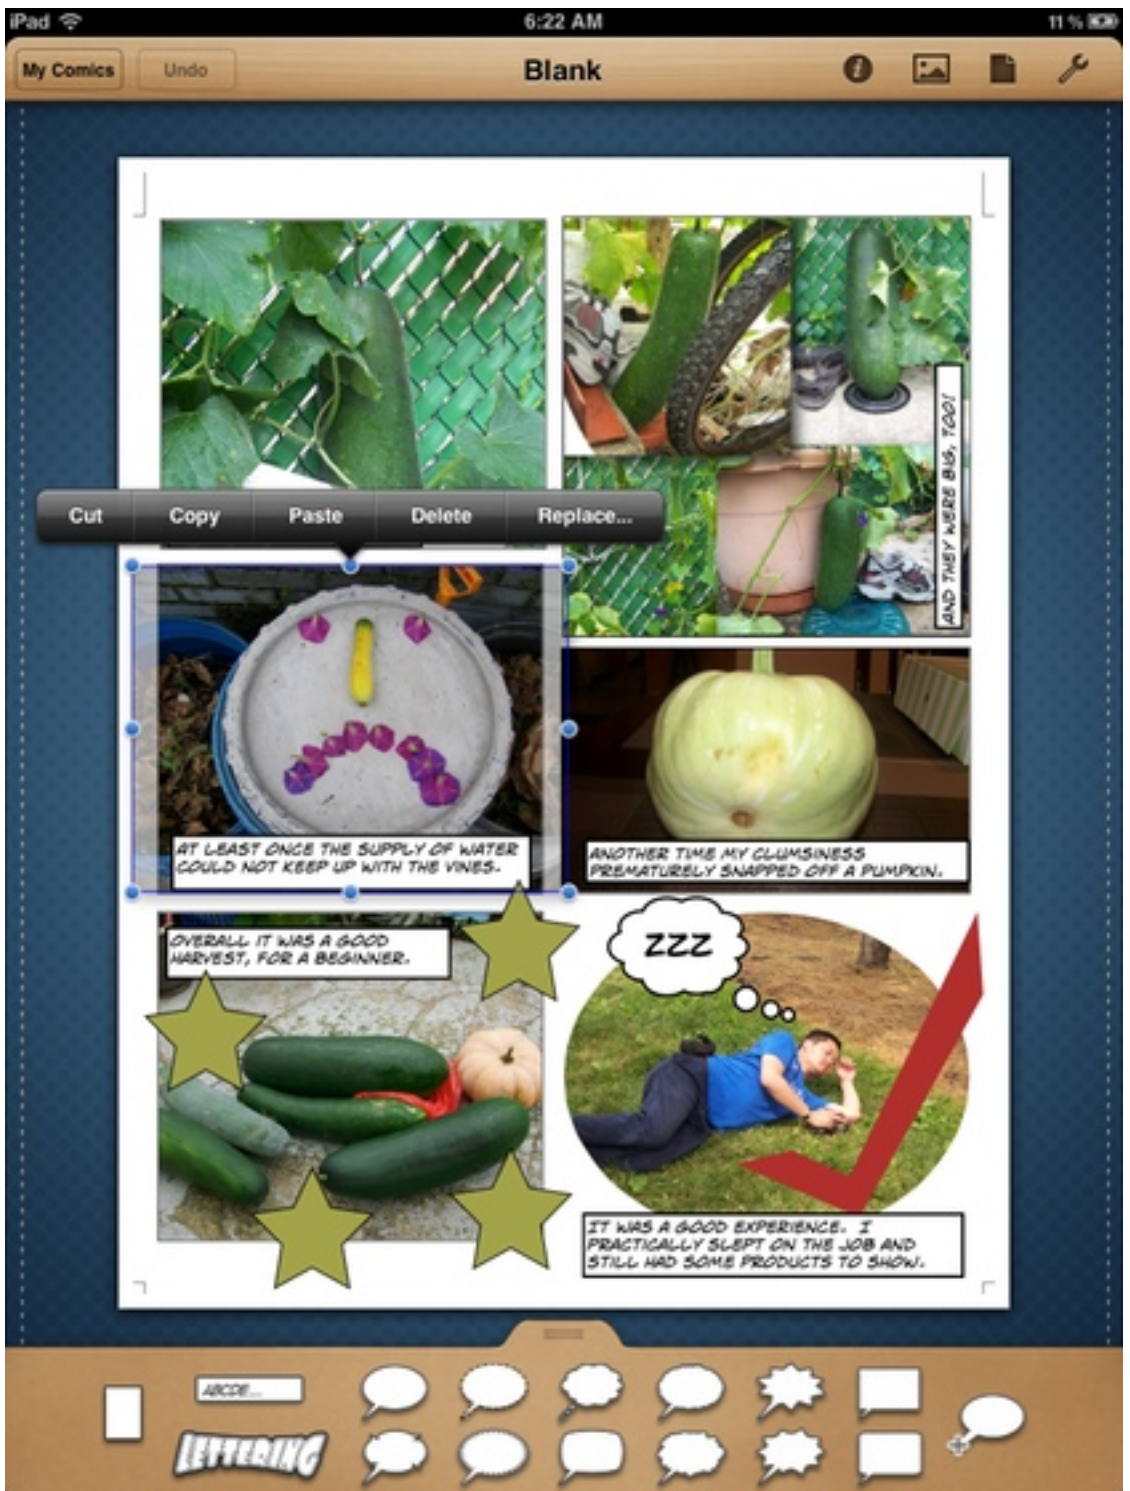 iPad
6:22 AM
11 %
My Comics
Undo
Blank
AND THEY WERE BIG, TOO!
Cut
Copy
Paste
Delete
Replace...
AT LEAST ONCE THE SUPPLY OF WATER
COULD NOT KEEP UP WITH THE VINES.
ANOTHER TIME MY CLUMSINESS
PREMATURELY SNAPPED OFF A PUMPKIN.
OVERALL IT WAS A GOOD
HARVEST, FOR A BEGINNER.
ZZZ
IT WAS A GOOD EXPERIENCE. I
PRACTICALLY SLEPT ON THE JOB AND
STILL HAD SOME PRODUCTS TO SHOW.
ABCDE...
LETTERING